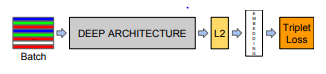 DEEP ARCHITECTURE
L2
EMBEDDING
Triplet
Loss
Batch